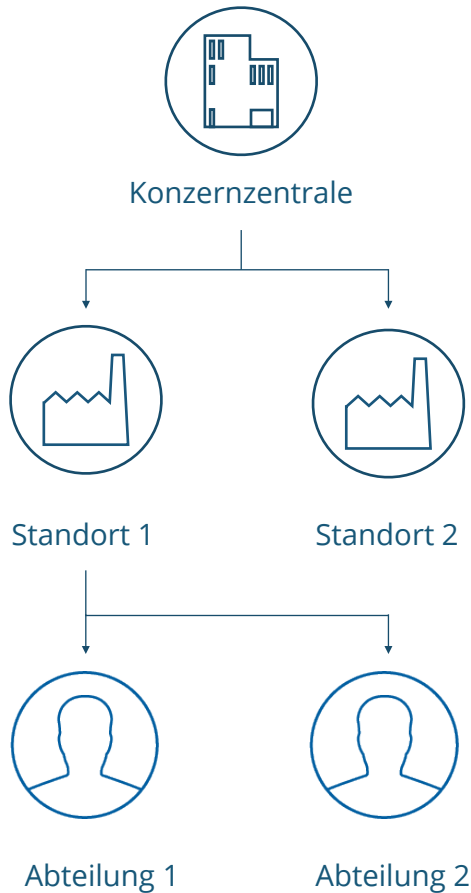 Konzernzentrale
Standort 1
Standort 2
Abteilung 1
Abteilung 2